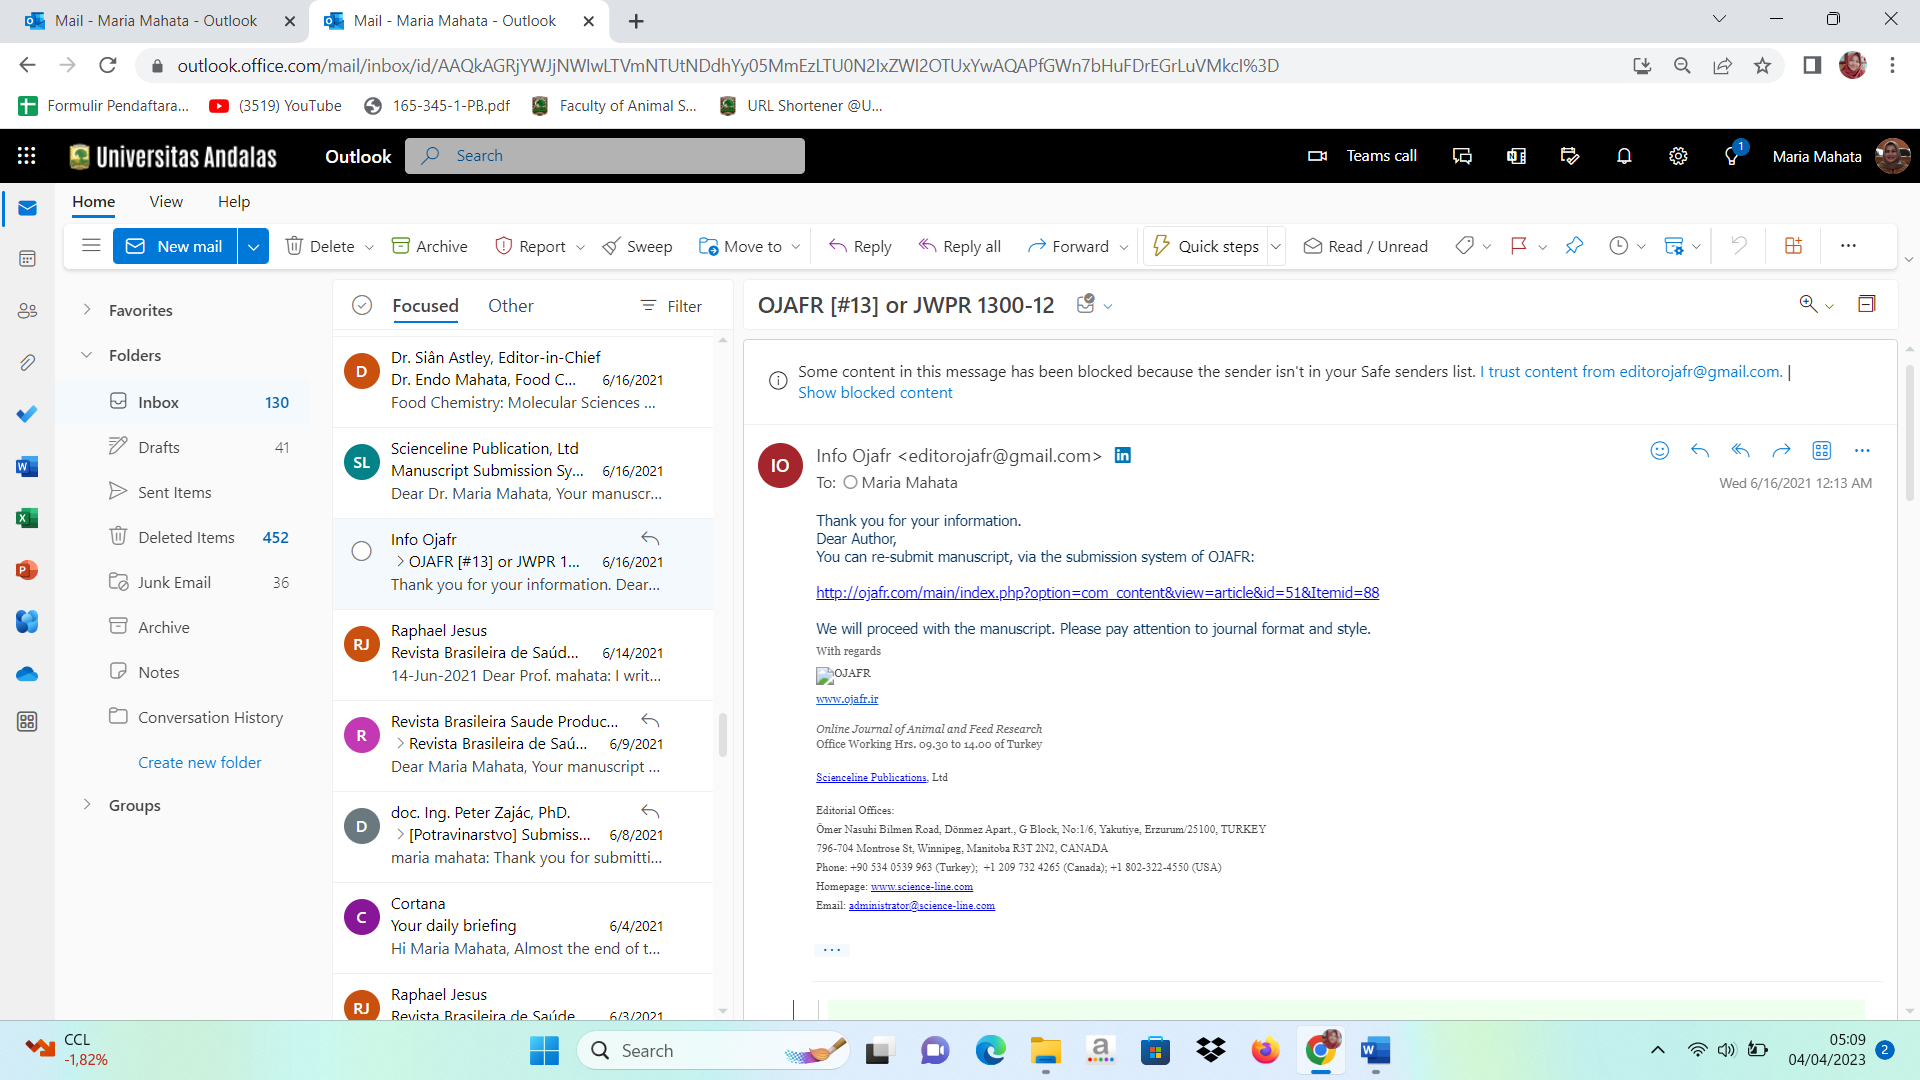 Mail - Maria Mahata - Outlook
Mail - Maria Mahata - Outlook
outlook.office.com/mail/inbox/id/AAQkAGRjYWJjNWIwLTVmNTUtNDdhYy05MmEzLTU0N2IxZWI2OTUxYwAQAPfGWn7bHuFDrEGrLuVMkcI%3D
Formulir Pendaftara...
(3519) YouTube
165-345-1-PB.pdf
Faculty of Animal S...
URL Shortener @U...
Universitas Andalas
Outlook
Search
Teams call
1
Maria Mahata
Home
View
Help
New mail
Delete
Archive
Report
Sweep
Move to
Reply
Reply all
Forward
Quick steps
Read / Unread
Favorites
Folders
Inbox 130
Drafts 41
Sent Items
Deleted Items 452
Junk Email 36
Archive
Notes
Conversation History
Create new folder
Groups
Focused
Other
Filter
D
Dr. Siân Astley, Editor-in-Chief
Dr. Endo Mahata, Food C... 6/16/2021
Food Chemistry: Molecular Sciences ...
SL
Scienceline Publication, Ltd
Manuscript Submission Sy... 6/16/2021
Dear Dr. Maria Mahata, Your manuscr...
Info Ojafr
OJAFR [#13] or JWPR 1... 6/16/2021
Thank you for your information. Dear...
RJ
Raphael Jesus
Revista Brasileira de Saúd... 6/14/2021
14-Jun-2021 Dear Prof. mahata: I writ...
R
Revista Brasileira Saude Produc...
Revista Brasileira de Saú... 6/9/2021
Dear Maria Mahata, Your manuscript ...
D
doc. Ing. Peter Zajác, PhD.
[Potravinarstvo] Submiss... 6/8/2021
maria mahata: Thank you for submitti...
C
Cortana
Your daily briefing 6/4/2021
Hi Maria Mahata, Almost the end of t...
RJ
Raphael Jesus
Revista Brasileira de Saúde 6/3/2021
OJAFR [#13] or JWPR 1300-12
Some content in this message has been blocked because the sender isn't in your Safe senders list. I trust content from editorojafr@gmail.com. |
Show blocked content
IO
Info Ojafr <editorojafr@gmail.com>
To: Maria Mahata
Wed 6/16/2021 12:13 AM
Thank you for your information.
Dear Author,
You can re-submit manuscript, via the submission system of OJAFR:
http://ojafr.com/main/index.php?option=com_content&view=article&id=51&Itemid=88
We will proceed with the manuscript. Please pay attention to journal format and style.
With regards
OJAFR
www.ojafr.ir
Online Journal of Animal and Feed Research
Office Working Hrs. 09.30 to 14.00 of Turkey
Scienceline Publications, Ltd
Editorial Offices:
Ömer Nasuhi Bilmen Road, Dönmez Apart., G Block, No:1/6, Yakutiye, Erzurum/25100, TURKEY
796-704 Montrose St, Winnipeg, Manitoba R3T 2N2, CANADA
Phone: +90 534 0539 963 (Turkey); +1 209 732 4265 (Canada); +1 802-322-4550 (USA)
Homepage: www.science-line.com
Email: administrator@science-line.com
CCL
-1,82%
Search
05:09
04/04/2023
2